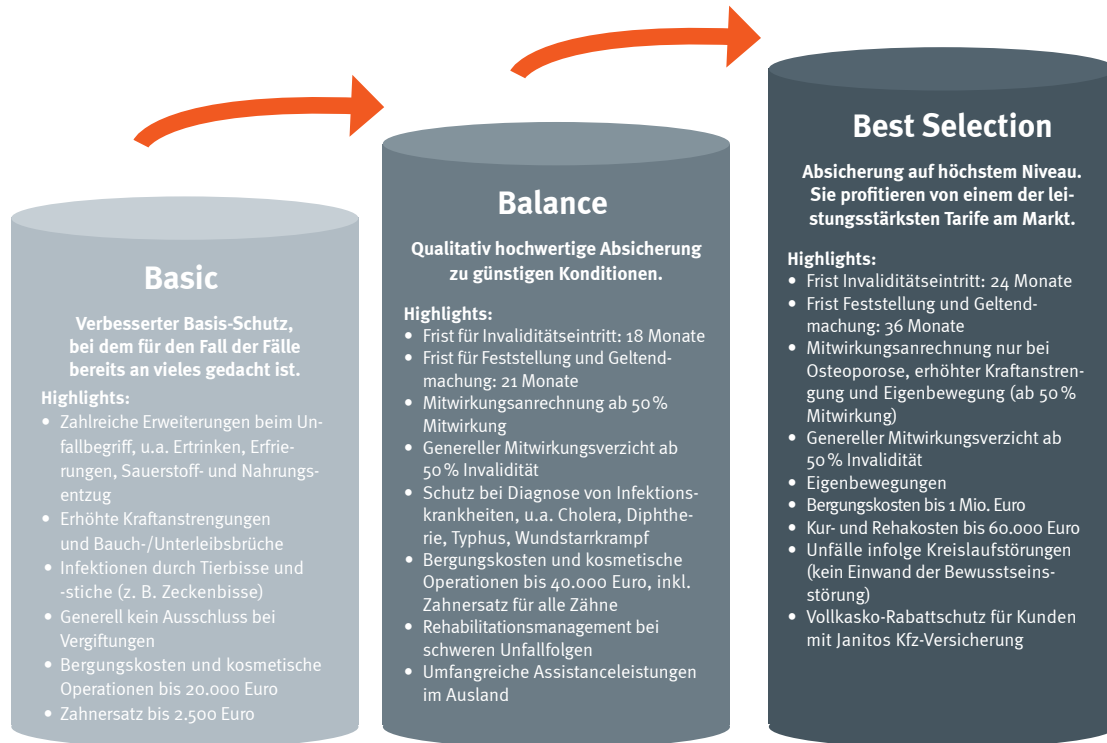 Basic
Verbesserter Basis-Schutz,
bei dem für den Fall der Fälle
bereits an vieles gedacht ist.
Highlights:
• Zahlreiche Erweiterungen beim Un-
fallbegriff, u.a. Ertrinken, Erfrie-
rungen, Sauerstoff- und Nahrungs-
entzug
• Erhöhte Kraftanstrengungen
und Bauch-/Unterleibsbrüche
• Infektionen durch Tierbisse und
-stiche (z. B. Zeckenbisse)
• Generell kein Ausschluss bei
Vergiftungen
• Bergungskosten und kosmetische
Operationen bis 20.000 Euro
• Zahnersatz bis 2.500 Euro
Balance
Qualitativ hochwertige Absicherung
zu günstigen Konditionen.
Highlights:
• Frist für Invaliditätseintritt: 18 Monate
• Frist für Feststellung und Geltend-
machung: 21 Monate
• Mitwirkungsanrechnung ab 50 %
Mitwirkung
• Genereller Mitwirkungsverzicht ab
50 % Invalidität
• Schutz bei Diagnose von Infektions-
krankheiten, u.a. Cholera, Diphthe-
rie, Typhus, Wundstarrkrampf
• Bergungskosten und kosmetische
Operationen bis 40.000 Euro, inkl.
Zahnersatz für alle Zähne
• Rehabilitationsmanagement bei
schweren Unfallfolgen
• Umfangreiche Assistanceleistungen
im Ausland
Best Selection
Absicherung auf höchstem Niveau.
Sie profitieren von einem der lei-
stungsstärksten Tarife am Markt.
Highlights:
• Frist Invaliditätseintritt: 24 Monate
• Frist Feststellung und Geltend-
machung: 36 Monate
• Mitwirkungsanrechnung nur bei
Osteoporose, erhöhter Kraftanstren-
gung und Eigenbewegung (ab 50 %
Mitwirkung)
• Genereller Mitwirkungsverzicht ab
50 % Invalidität
• Eigenbewegungen
• Bergungskosten bis 1 Mio. Euro
• Kur- und Rehakosten bis 60.000 Euro
• Unfälle infolge Kreislaufstörungen
(kein Einwand der Bewusstseins-
störung)
• Vollkasko-Rabattschutz für Kunden
mit Janitos Kfz-Versicherung